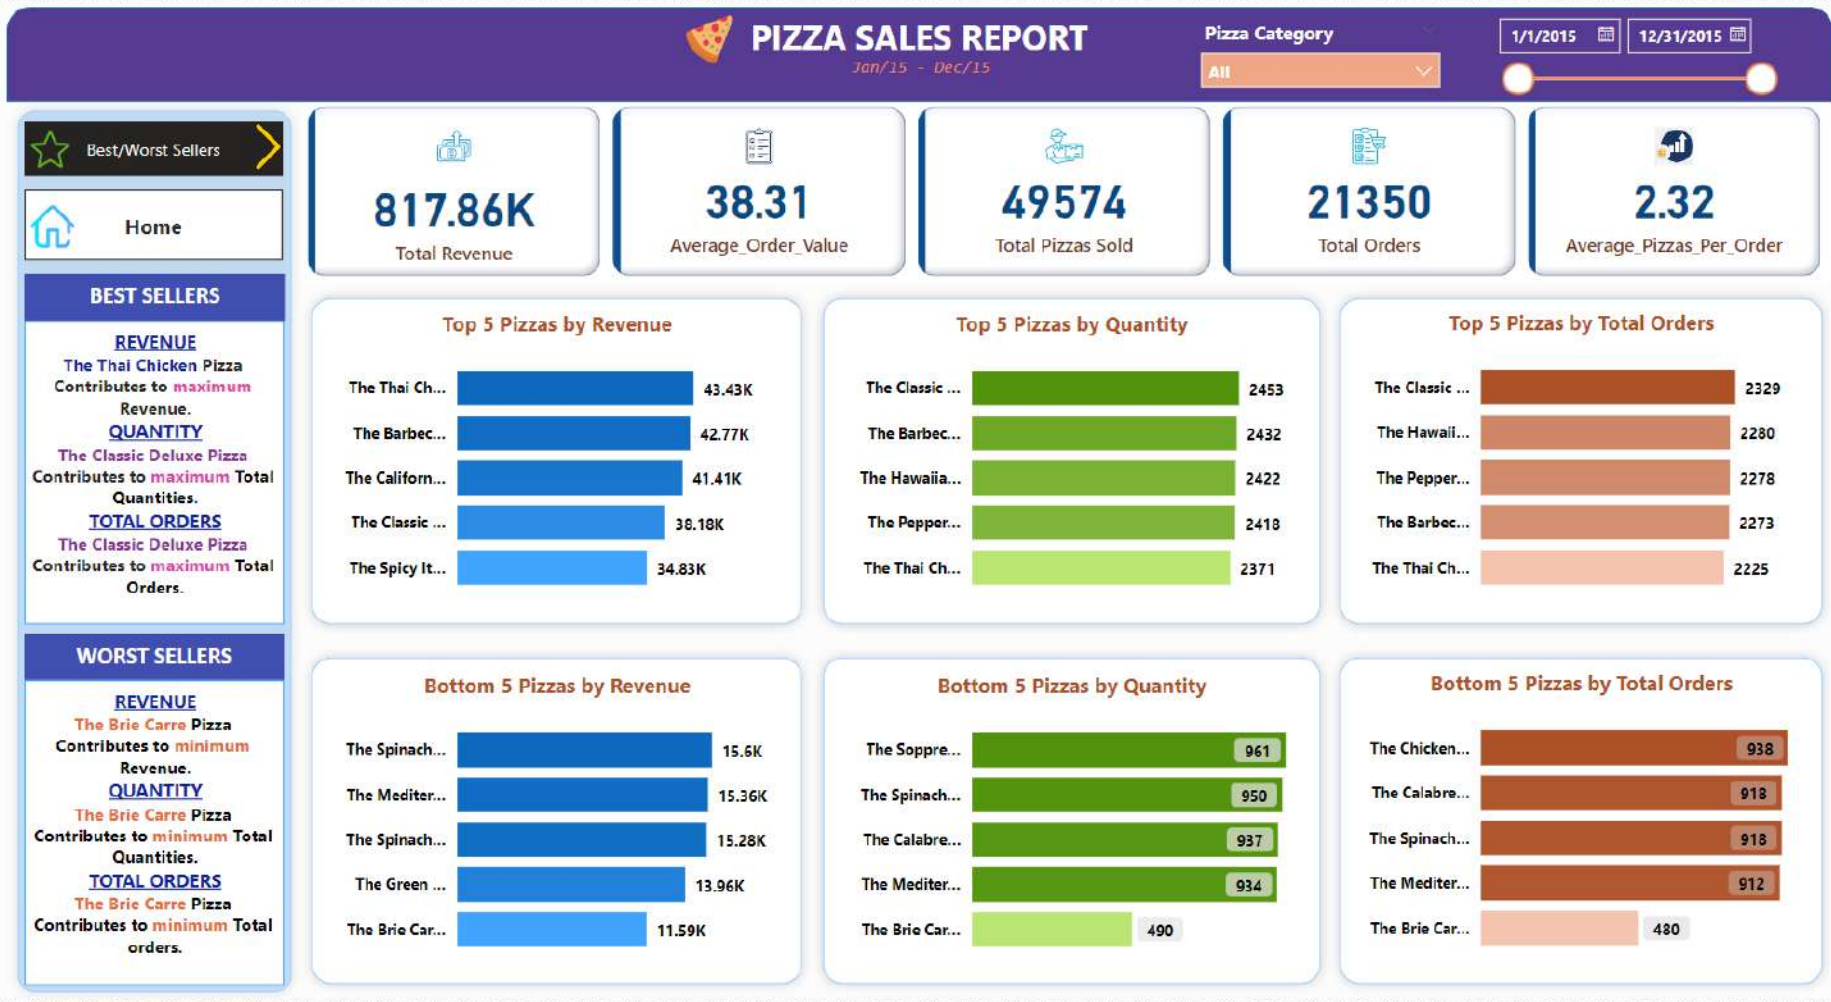 PIZZA SALES REPORT
Jan/15 - Dec/15
Pizza Category
All
1/1/2015
12/31/2015
Best/Worst Sellers
Home
BEST SELLERS
REVENUE
The Thai Chicken Pizza
Contributes to maximum
Revenue.
QUANTITY
The Classic Deluxe Pizza
Contributes to maximum Total
Quantities.
TOTAL ORDERS
The Classic Deluxe Pizza
Contributes to maximum Total
Orders.
WORST SELLERS
REVENUE
The Brie Carre Pizza
Contributes to minimum
Revenue.
QUANTITY
The Brie Carre Pizza
Contributes to minimum Total
Quantities.
TOTAL ORDERS
The Brie Carre Pizza
Contributes to minimum Total
orders.
817.86K
Total Revenue
38.31
Average_Order_Value
49574
Total Pizzas Sold
21350
Total Orders
2.32
Average_Pizzas_Per_Order
Top 5 Pizzas by Revenue
The Thai Ch... 43.43K
The Barbec... 42.77K
The Californ... 41.41K
The Classic ... 38.18K
The Spicy It... 34.83K
Top 5 Pizzas by Quantity
The Classic ... 2453
The Barbec... 2432
The Hawaiia... 2422
The Pepper... 2418
The Thai Ch... 2371
Top 5 Pizzas by Total Orders
The Classic ... 2329
The Hawaii... 2280
The Pepper... 2278
The Barbec... 2273
The Thai Ch... 2225
Bottom 5 Pizzas by Revenue
The Spinach... 15.6K
The Mediter... 15.36K
The Spinach... 15.28K
The Green ... 13.96K
The Brie Car... 11.59K
Bottom 5 Pizzas by Quantity
The Soppre... 961
The Spinach... 950
The Calabre... 937
The Mediter... 934
The Brie Car... 490
Bottom 5 Pizzas by Total Orders
The Chicken... 938
The Calabre... 918
The Spinach... 918
The Mediter... 912
The Brie Car... 480